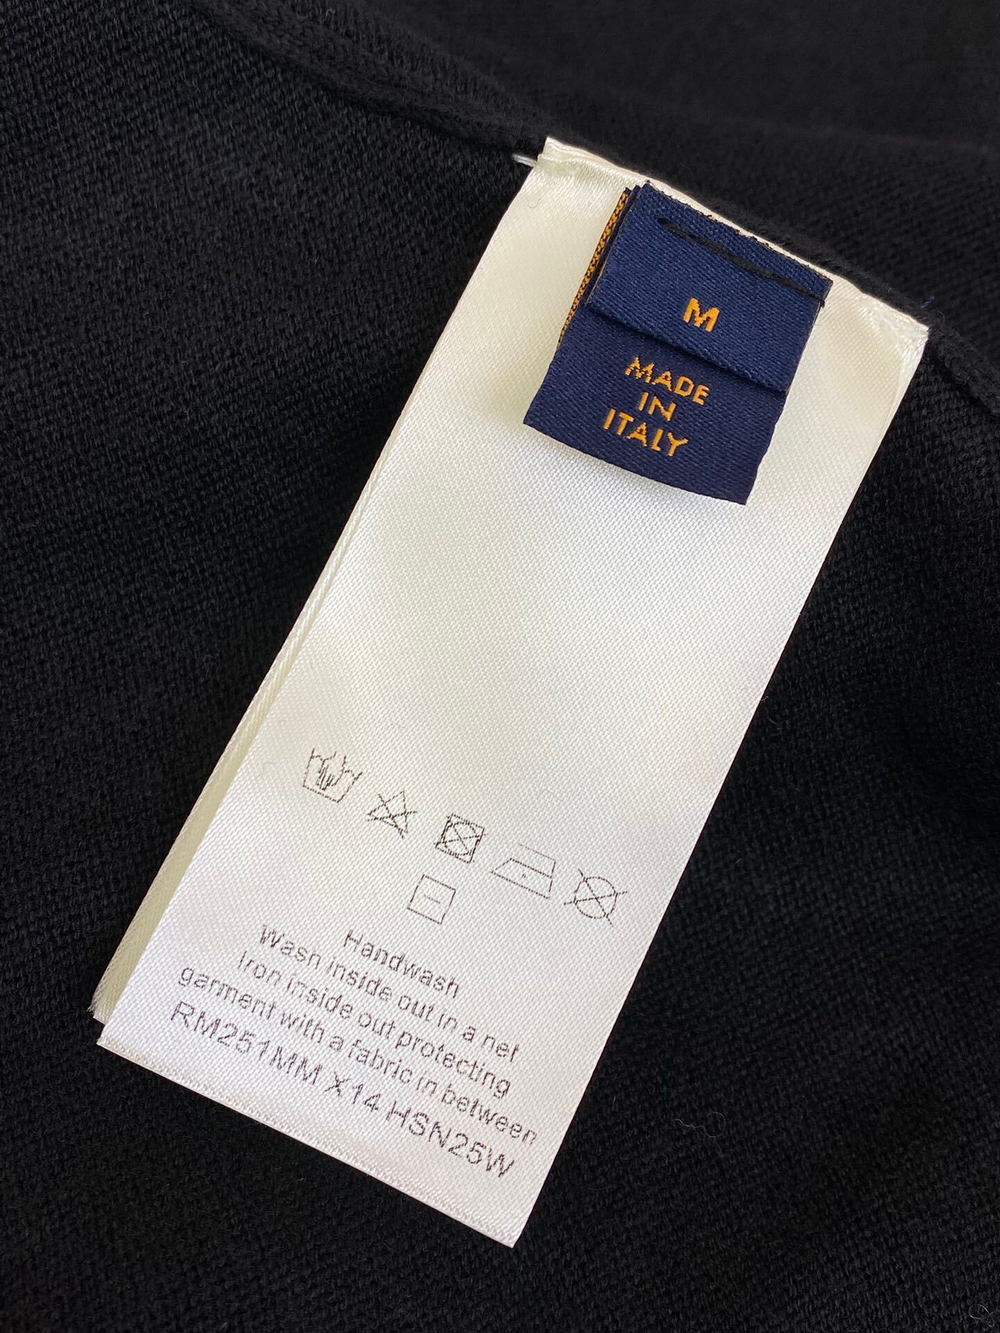 M
MADE
IN
ITALY
Handwash
Wash inside out in a net
Iron inside out protecting
garment with a fabric in between
RM251MM X14 HSN25W